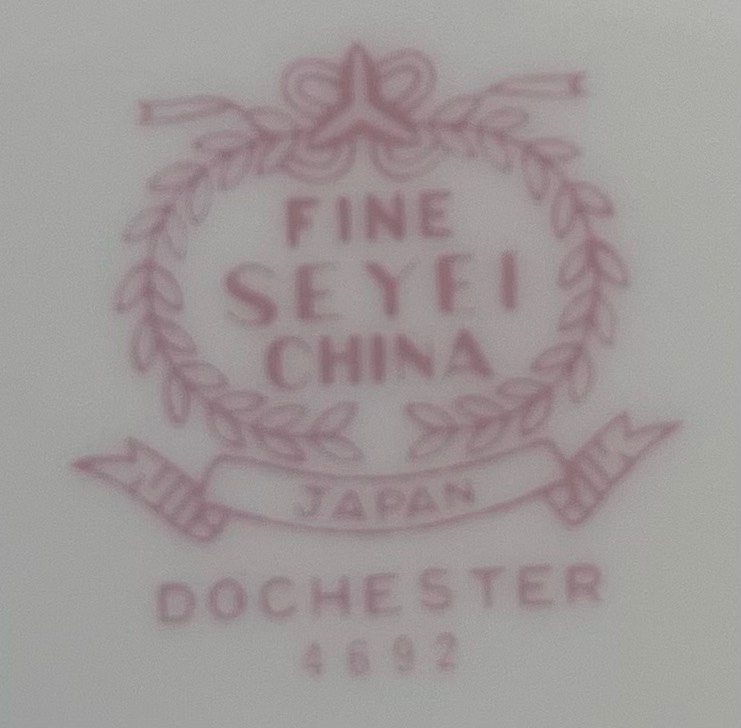 FINE
SEYEI
CHINA
JAPAN
DOCHESTER
4692